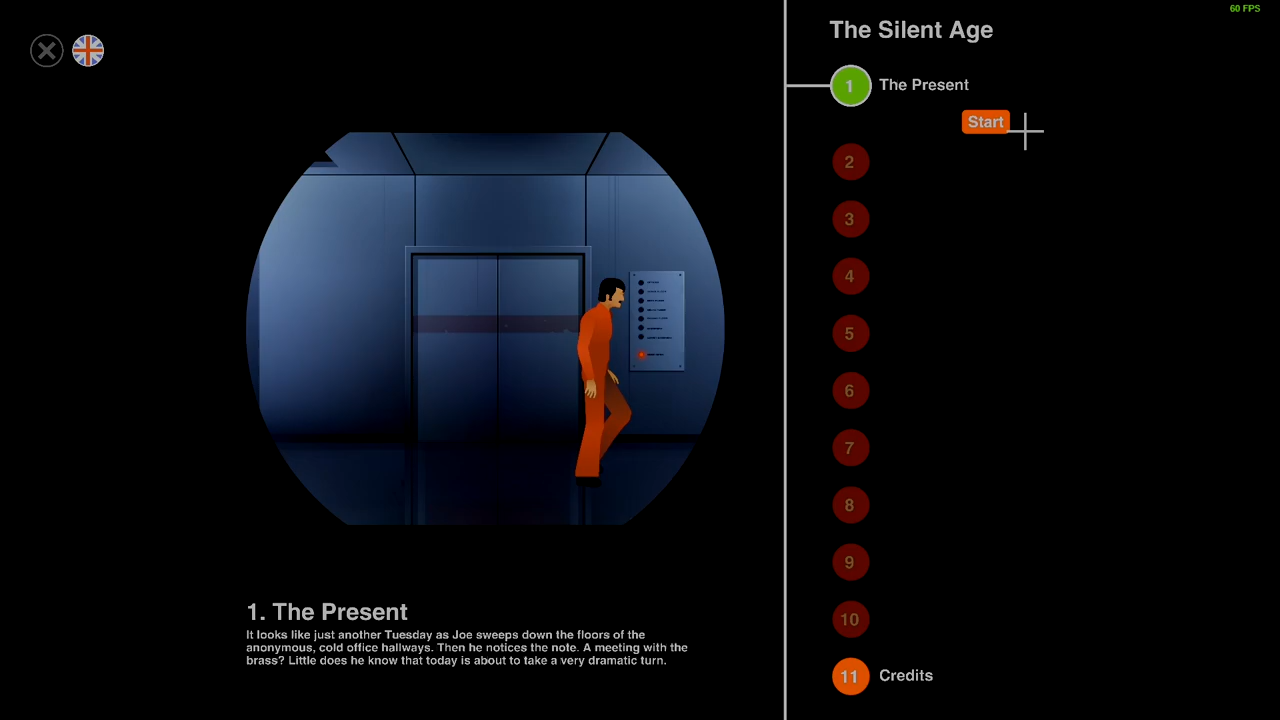 60 FPS
The Silent Age
1 The Present
Start
2
3
4
5
6
7
8
9
10
11 Credits
1. The Present
It looks like just another Tuesday as Joe sweeps down the floors of the
anonymous, cold office hallways. Then he notices the note. A meeting with the
brass? Little does he know that today is about to take a very dramatic turn.